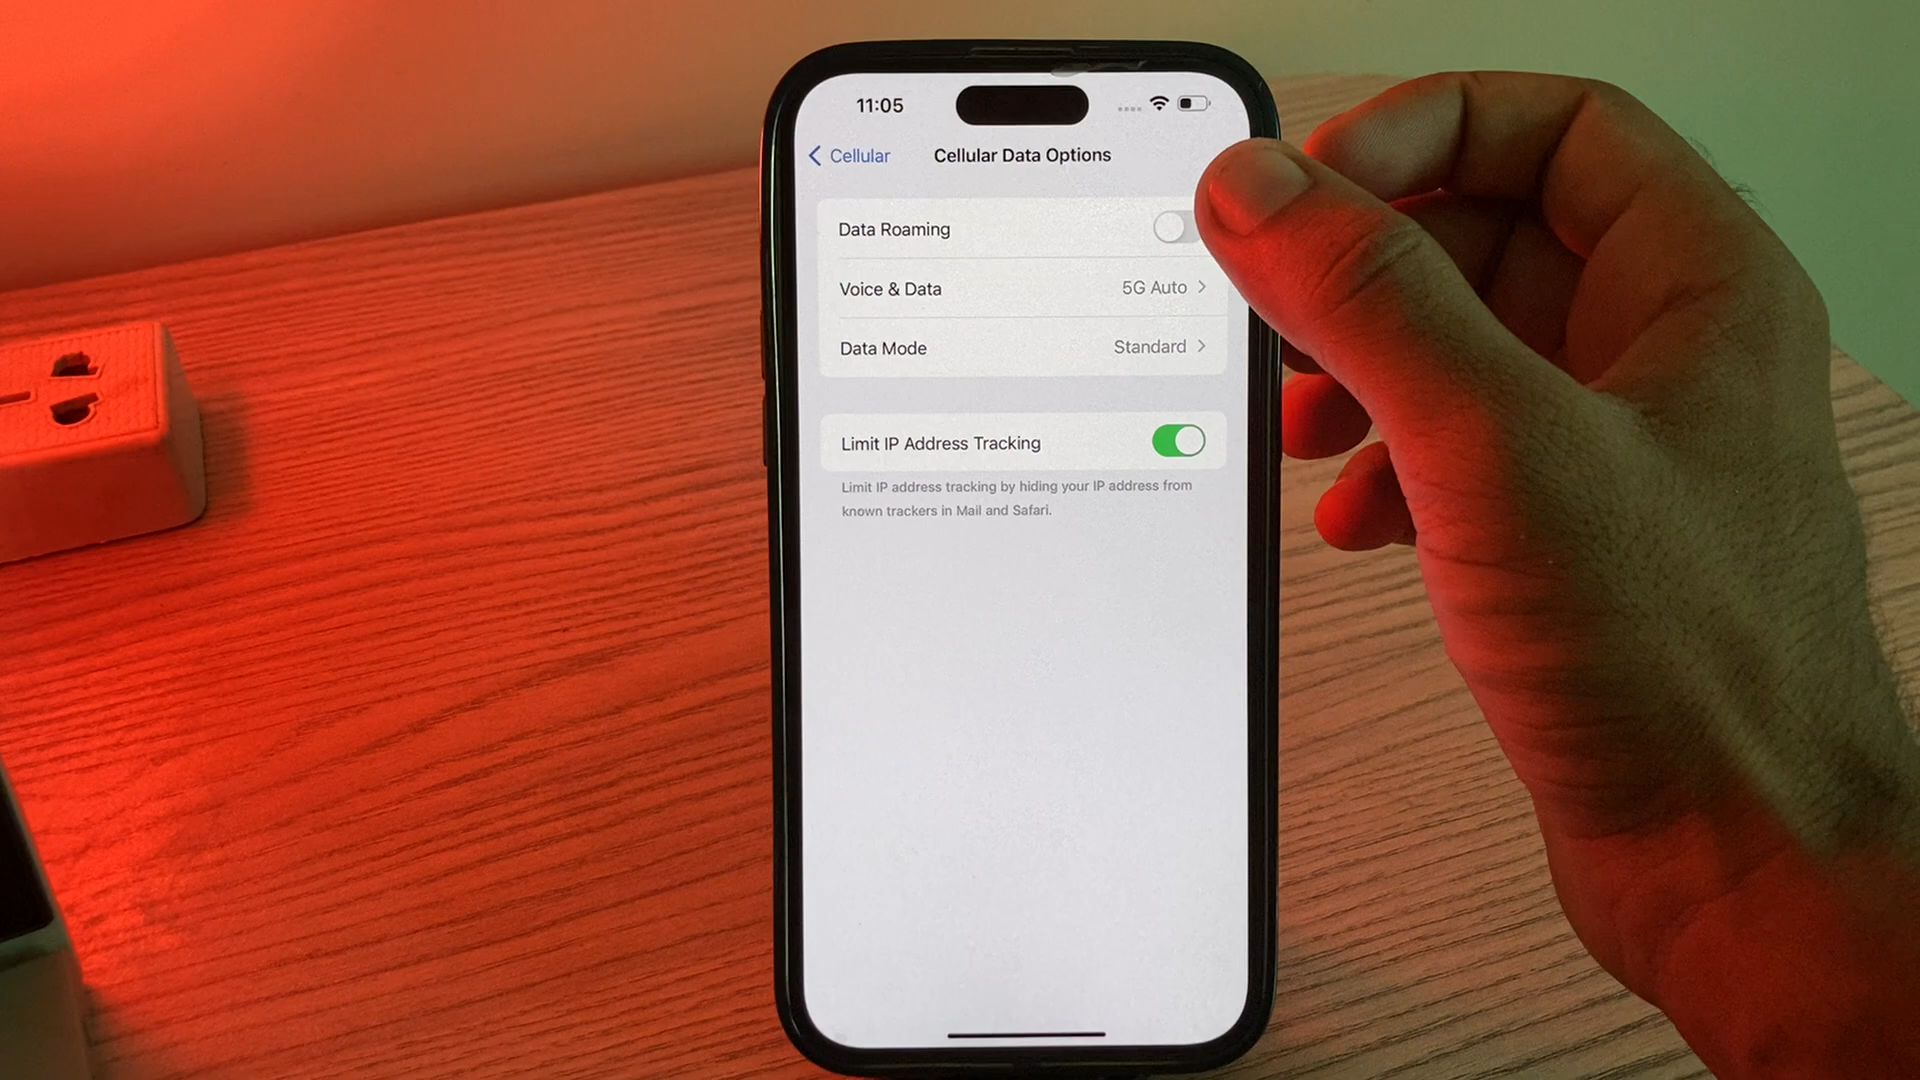 11:05
Cellular
Cellular Data Options
Data Roaming
Voice & Data 5G Auto
Data Mode Standard
Limit IP Address Tracking
Limit IP address tracking by hiding your IP address from
known trackers in Mail and Safari.